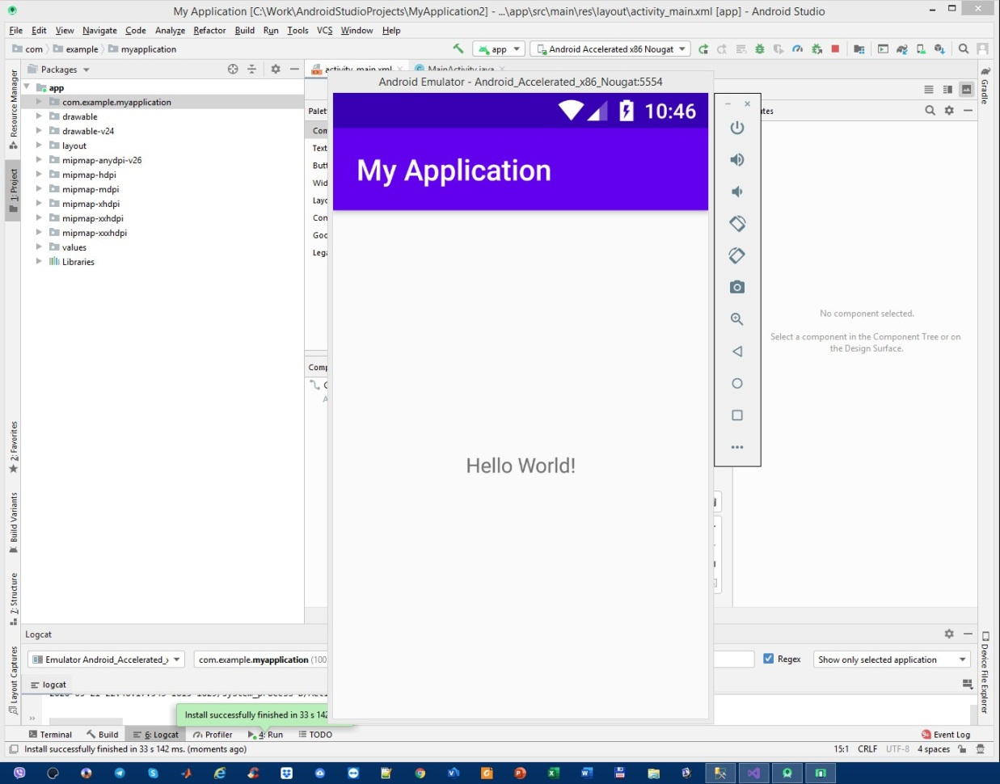 My Application [C:\Work\AndroidStudioProjects\MyApplication2] - ...\app\src\main\res\layout\activity_main.xml [app] - Android Studio
File Edit View Navigate Code Analyze Refactor Build Run Tools VCS Window Help
com example myapplication
app
Android Accelerated x86 Nougat
Packages
activity_main.xml
MainActivity.java
Resource Manager
1: Project
2: Favorites
Build Variants
7: Structure
Layout Captures
app
com.example.myapplication
drawable
drawable-v24
layout
mipmap-anydpi-v26
mipmap-hdpi
mipmap-mdpi
mipmap-xhdpi
mipmap-xxhdpi
mipmap-xxxhdpi
values
Libraries
Palet
Com
Text
Butt
Wid
Layo
Con
Goo
Lega
Comp
Android Emulator - Android_Accelerated_x86_Nougat:5554
10:46
My Application
Hello World!
utes
No component selected.
Select a component in the Component Tree or on
the Design Surface.
Gradle
Device File Explorer
Logcat
Emulator Android_Accelerated_
com.example.myapplication (100
Regex
Show only selected application
logcat
Install successfully finished in 33 s 142
Terminal Build 6: Logcat Profiler 4: Run TODO
Event Log
Install successfully finished in 33 s 142 ms. (moments ago)
15:1 CRLF UTF-8 4 spaces